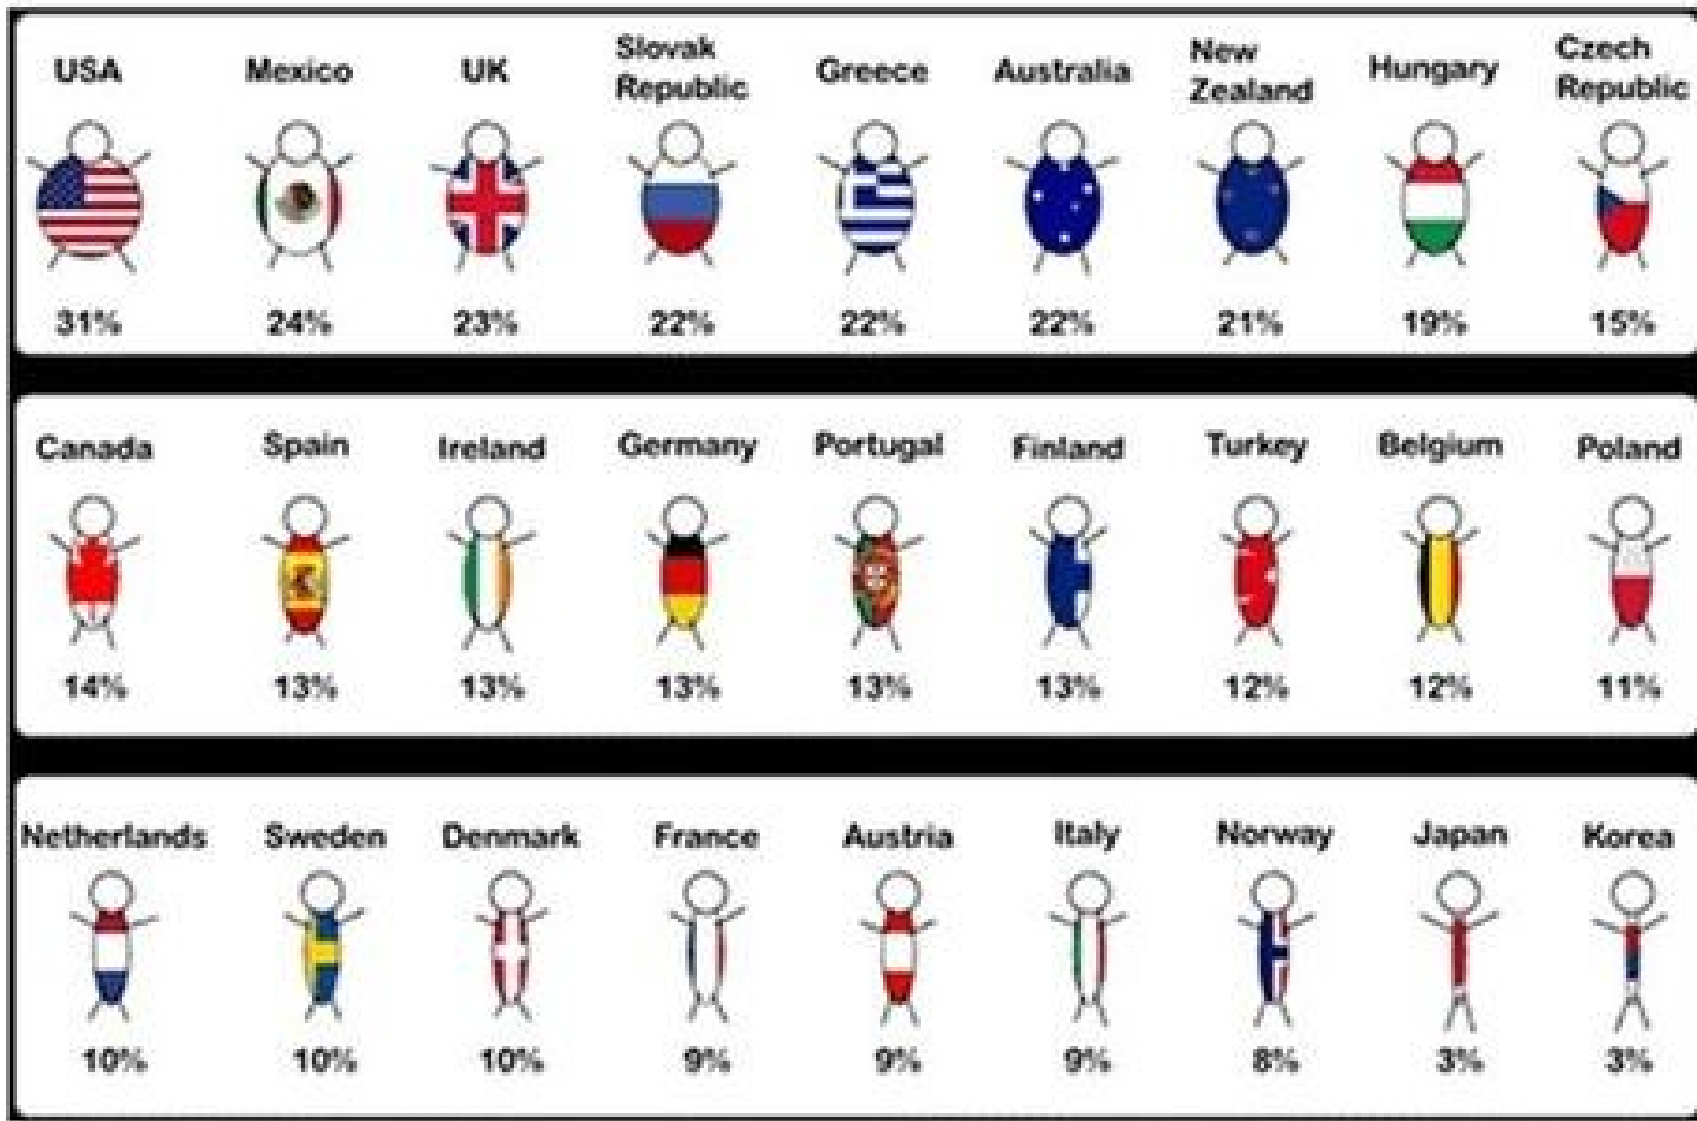 USA Mexico UK Slovak Republic Greece Australia New Zealand Hungary Czech Republic
31% 24% 23% 22% 22% 22% 21% 19% 15%
Canada Spain Ireland Germany Portugal Finland Turkey Belgium Poland
14% 13% 13% 13% 13% 13% 12% 12% 11%
Netherlands Sweden Denmark France Austria Italy Norway Japan Korea
10% 10% 10% 9% 9% 9% 8% 3% 3%